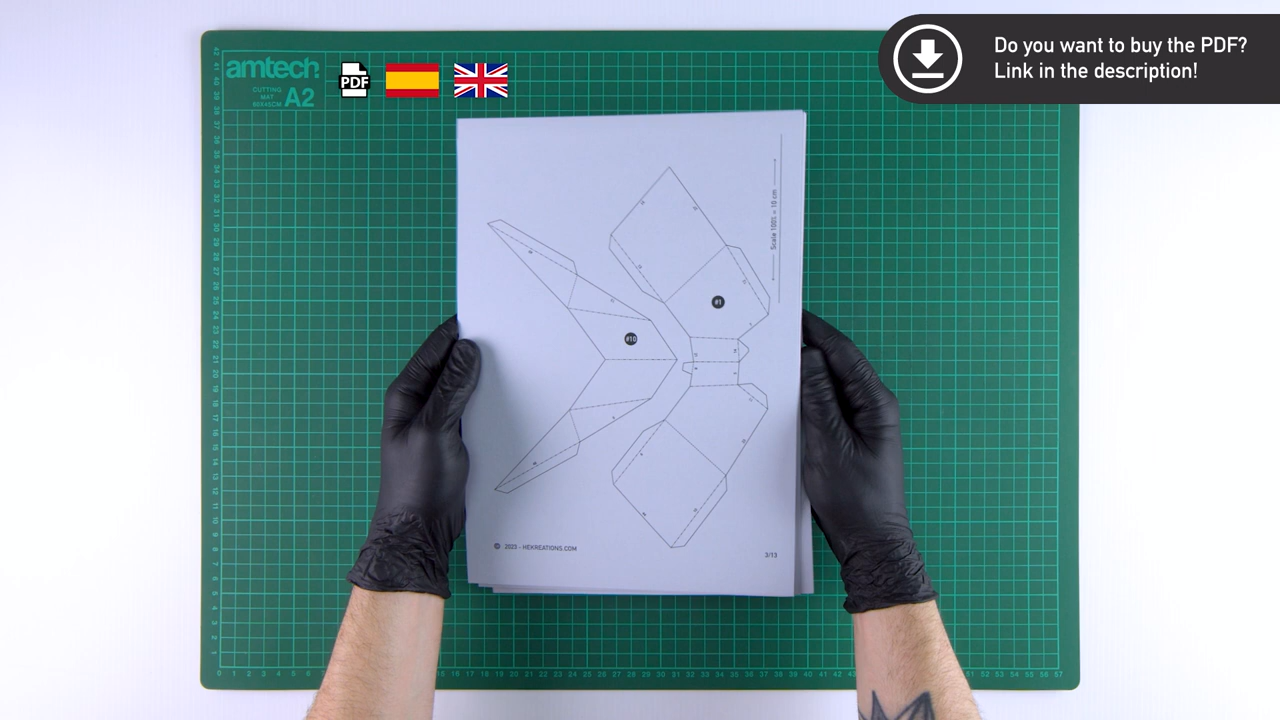 Do you want to buy the PDF?
Link in the description!
amtech
CUTTING
MAT
60X45CM
A2
PDF
Scale 100% = 10 cm
#1
#10
© 2023 - HEKREATIONS.COM
3/13